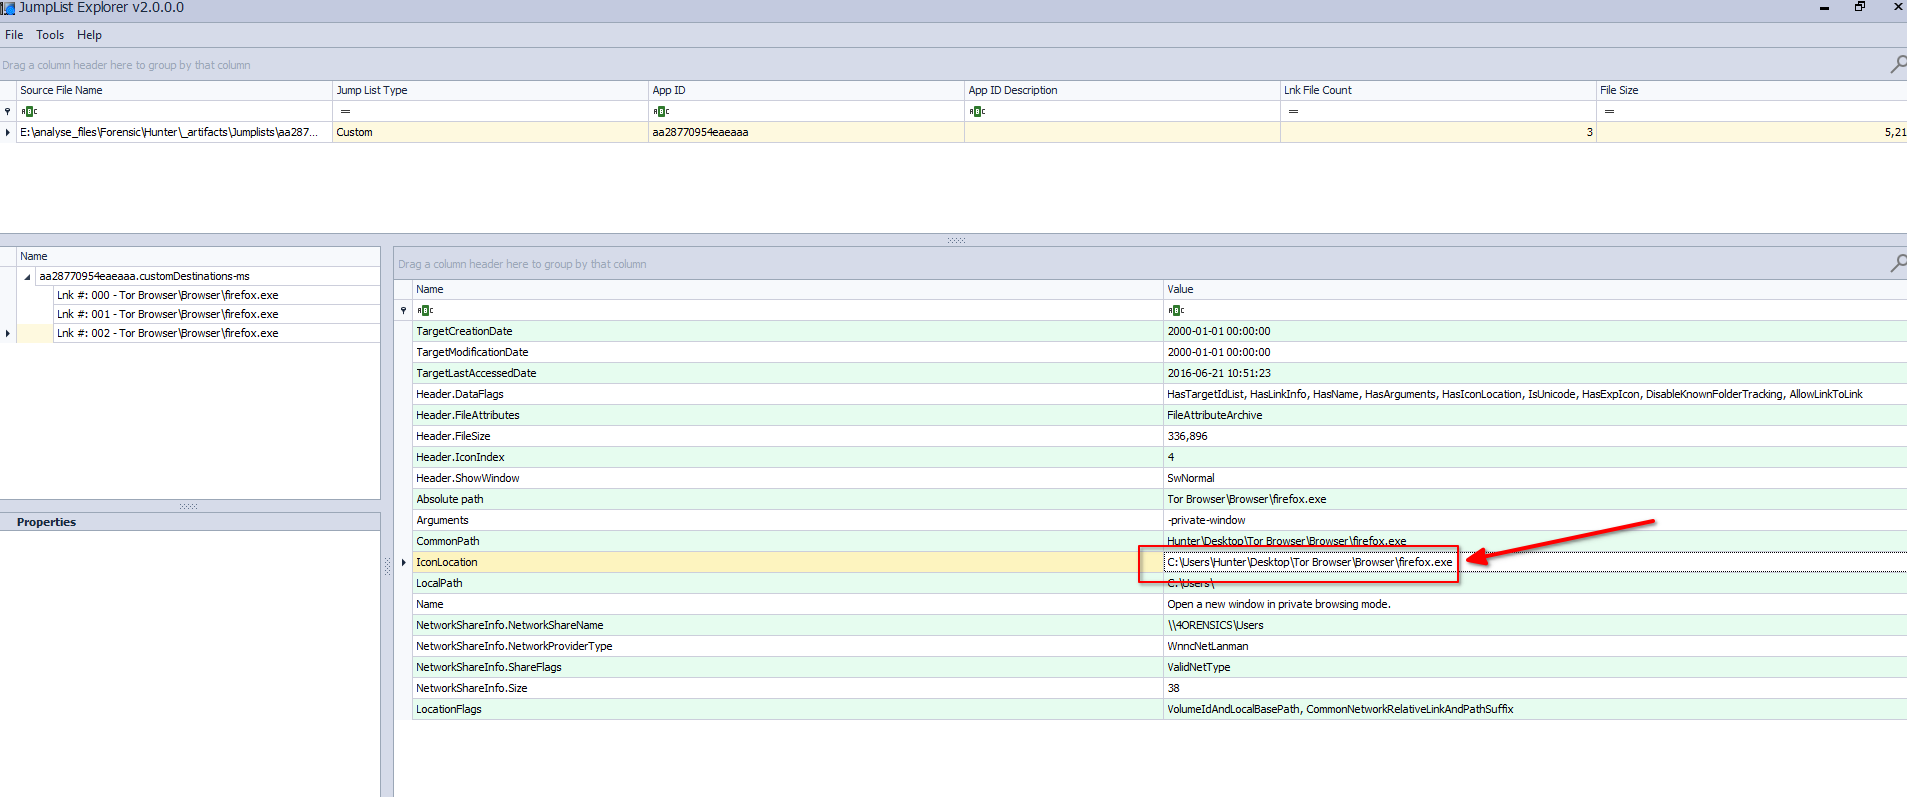 JumpList Explorer v2.0.0.0
File Tools Help
Drag a column header here to group by that column
Source File Name Jump List Type App ID App ID Description Lnk File Count File Size
ABC = ABC ABC = =
E:\analyse_files\Forensic\Hunter\_artifacts\Jumplists\aa287... Custom aa28770954eaeaaa 3 5,21
Name
aa28770954eaeaaa.customDestinations-ms
Lnk #: 000 - Tor Browser\Browser\firefox.exe
Lnk #: 001 - Tor Browser\Browser\firefox.exe
Lnk #: 002 - Tor Browser\Browser\firefox.exe
Properties
Drag a column header here to group by that column
Name Value
ABC ABC
TargetCreationDate 2000-01-01 00:00:00
TargetModificationDate 2000-01-01 00:00:00
TargetLastAccessedDate 2016-06-21 10:51:23
Header.DataFlags HasTargetIdList, HasLinkInfo, HasName, HasArguments, HasIconLocation, IsUnicode, HasExpIcon, DisableKnownFolderTracking, AllowLinkToLink
Header.FileAttributes FileAttributeArchive
Header.FileSize 336,896
Header.IconIndex 4
Header.ShowWindow SwNormal
Absolute path Tor Browser\Browser\firefox.exe
Arguments -private-window
CommonPath Hunter\Desktop\Tor Browser\Browser\firefox.exe
IconLocation C:\Users\Hunter\Desktop\Tor Browser\Browser\firefox.exe
LocalPath C:\Users\
Name Open a new window in private browsing mode.
NetworkShareInfo.NetworkShareName \\4ORENSICS\Users
NetworkShareInfo.NetworkProviderType WnncNetLanman
NetworkShareInfo.ShareFlags ValidNetType
NetworkShareInfo.Size 38
LocationFlags VolumeIdAndLocalBasePath, CommonNetworkRelativeLinkAndPathSuffix